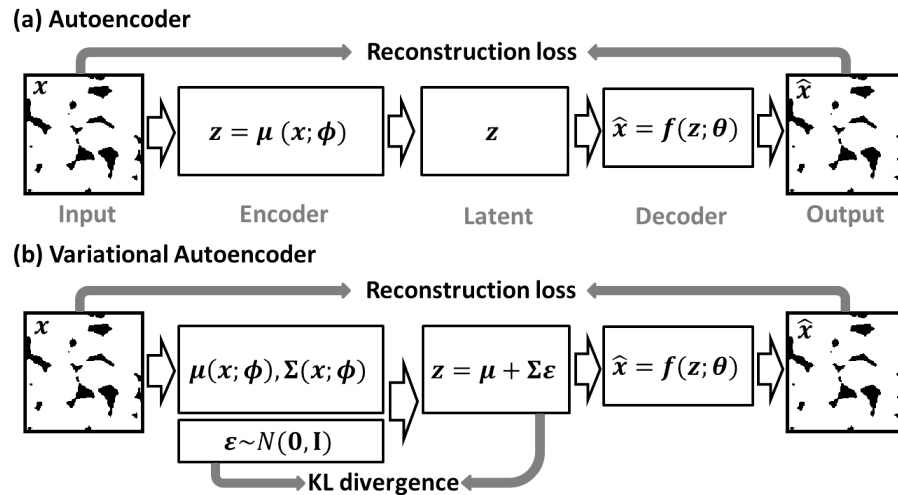 (a) Autoencoder
Reconstruction loss
x
z = μ (x; ϕ)
z
x̂ = f(z; θ)
x̂
Input
Encoder
Latent
Decoder
Output
(b) Variational Autoencoder
Reconstruction loss
x
μ(x; ϕ), Σ(x; ϕ)
z = μ + Σε
x̂ = f(z; θ)
x̂
ε~N(0, I)
KL divergence